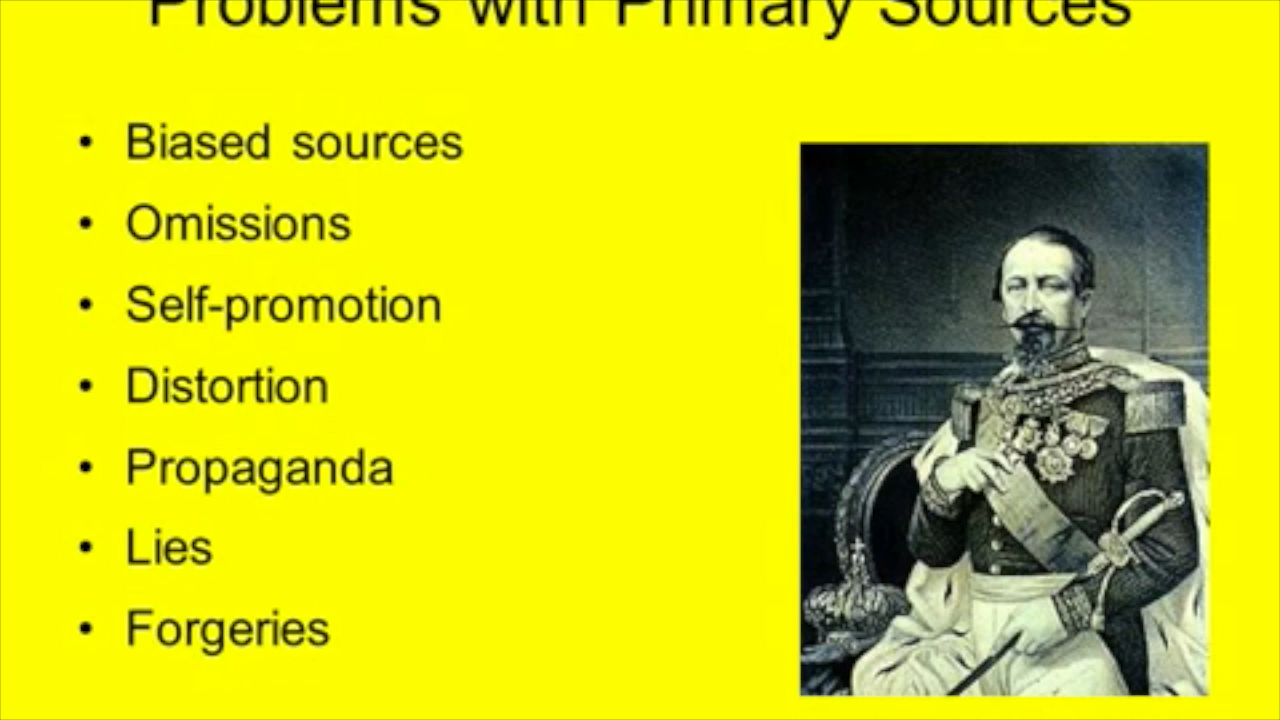 Problems with Primary Sources
• Biased sources
• Omissions
• Self-promotion
• Distortion
• Propaganda
• Lies
• Forgeries